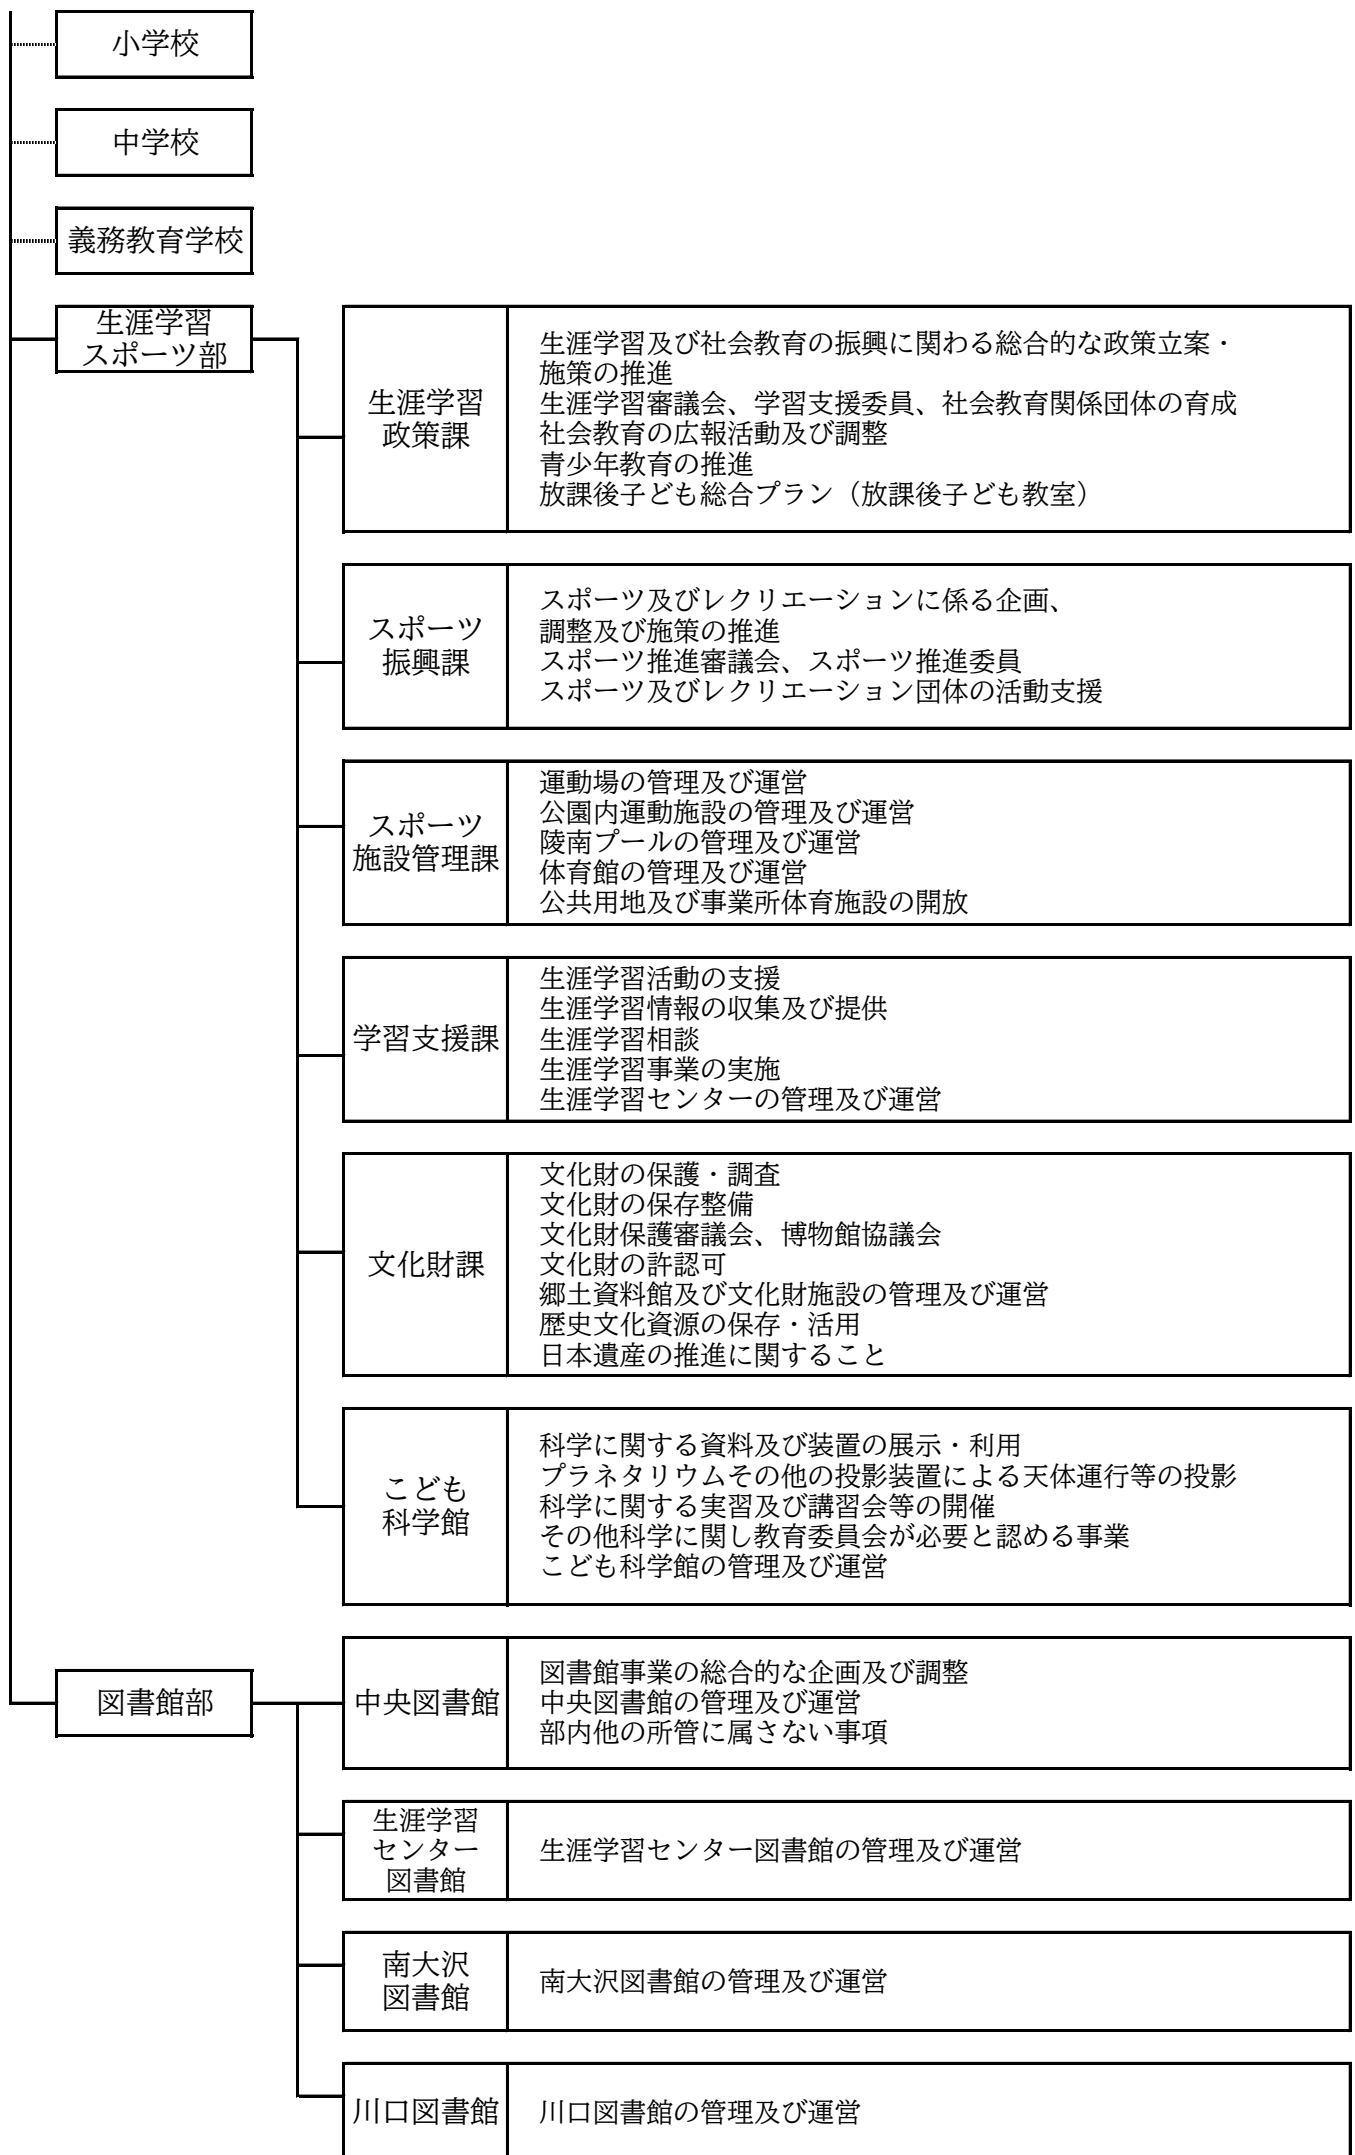 小学校
中学校
義務教育学校
生涯学習
スポーツ部
生涯学習
政策課
生涯学習及び社会教育の振興に関わる総合的な政策立案・
施策の推進
生涯学習審議会、学習支援委員、社会教育関係団体の育成
社会教育の広報活動及び調整
青少年教育の推進
放課後子ども総合プラン（放課後子ども教室）
スポーツ
振興課
スポーツ及びレクリエーションに係る企画、
調整及び施策の推進
スポーツ推進審議会、スポーツ推進委員
スポーツ及びレクリエーション団体の活動支援
スポーツ
施設管理課
運動場の管理及び運営
公園内運動施設の管理及び運営
陵南プールの管理及び運営
体育館の管理及び運営
公共用地及び事業所体育施設の開放
学習支援課
生涯学習活動の支援
生涯学習情報の収集及び提供
生涯学習相談
生涯学習事業の実施
生涯学習センターの管理及び運営
文化財課
文化財の保護・調査
文化財の保存整備
文化財保護審議会、博物館協議会
文化財の許認可
郷土資料館及び文化財施設の管理及び運営
歴史文化資源の保存・活用
日本遺産の推進に関すること
こども
科学館
科学に関する資料及び装置の展示・利用
プラネタリウムその他の投影装置による天体運行等の投影
科学に関する実習及び講習会等の開催
その他科学に関し教育委員会が必要と認める事業
こども科学館の管理及び運営
図書館部
中央図書館
図書館事業の総合的な企画及び調整
中央図書館の管理及び運営
部内他の所管に属さない事項
生涯学習
センター
図書館
生涯学習センター図書館の管理及び運営
南大沢
図書館
南大沢図書館の管理及び運営
川口図書館
川口図書館の管理及び運営